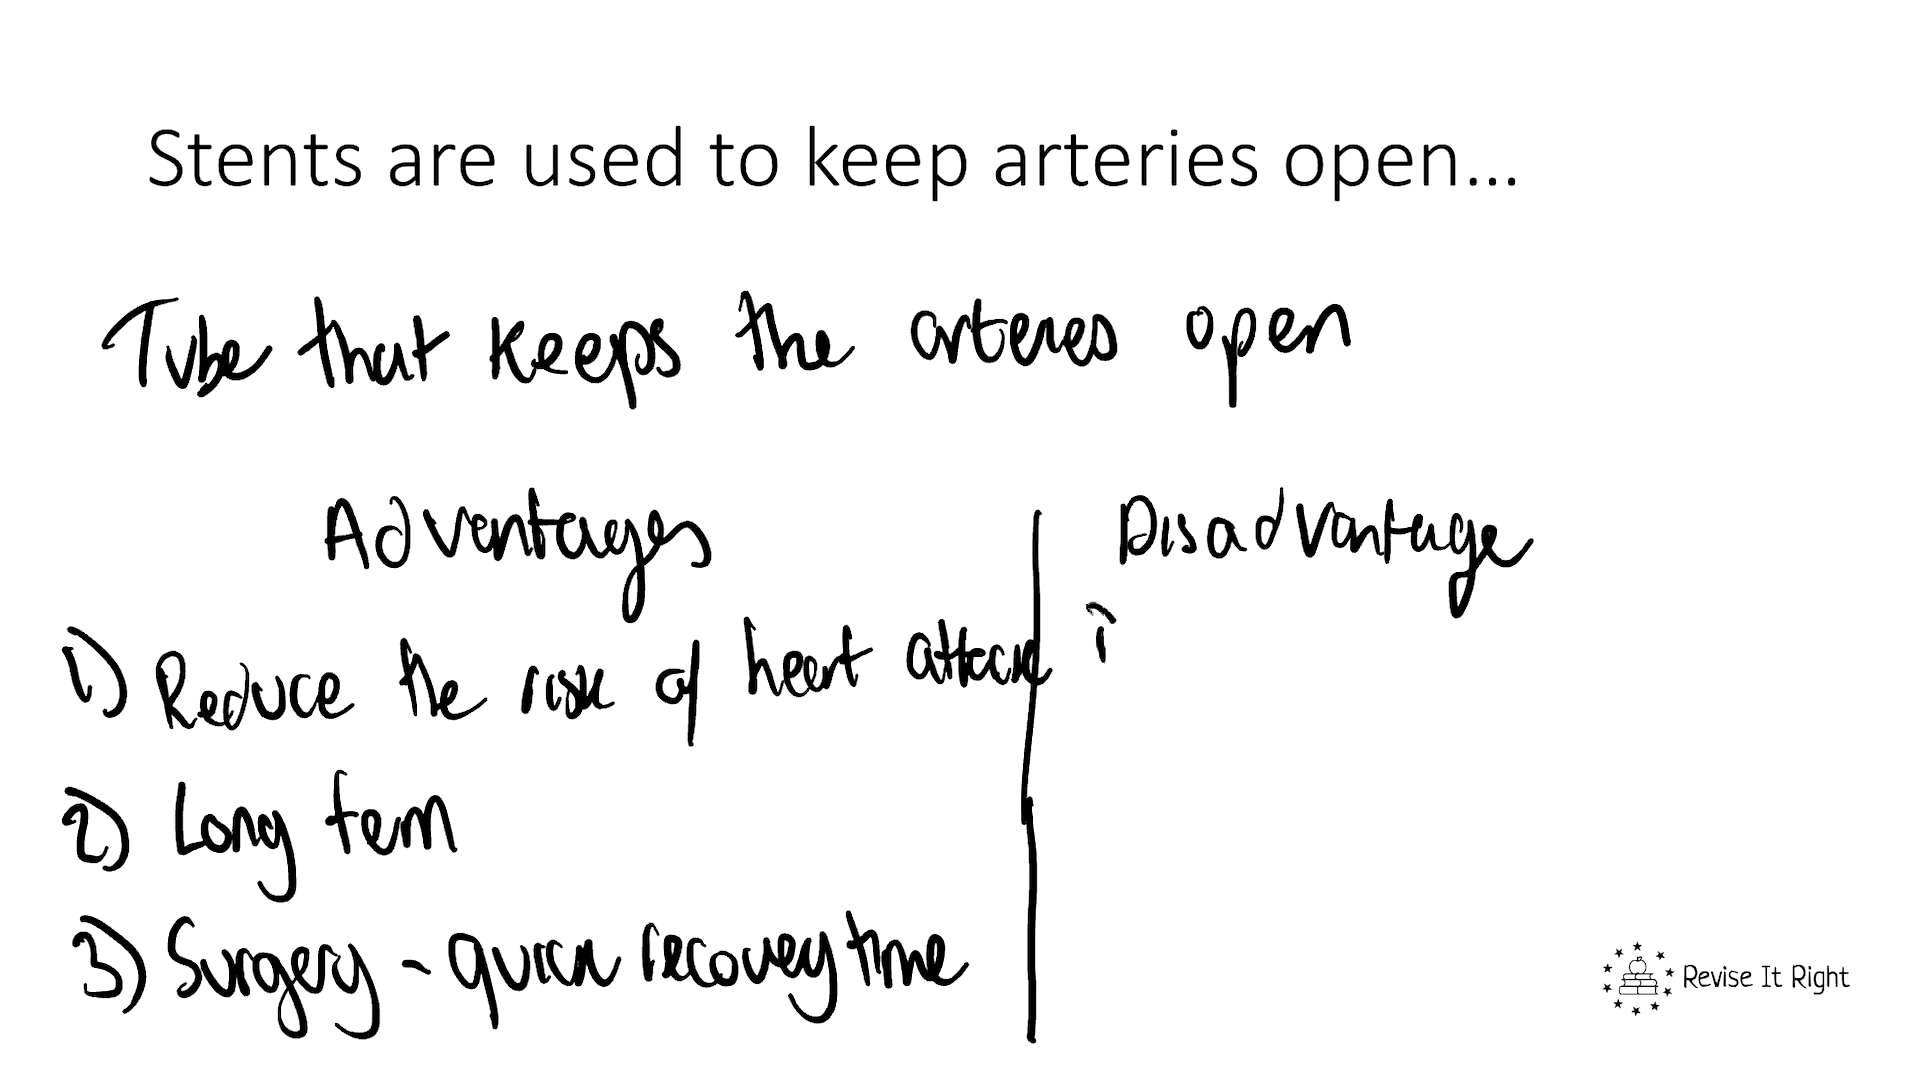 Stents are used to keep arteries open...
Tube that keeps the arteres open
Advantages
Disadvantage
1) Reduce the risk of heart attack
2) Long term
3) Surgery - quick recovery time
Revise It Right